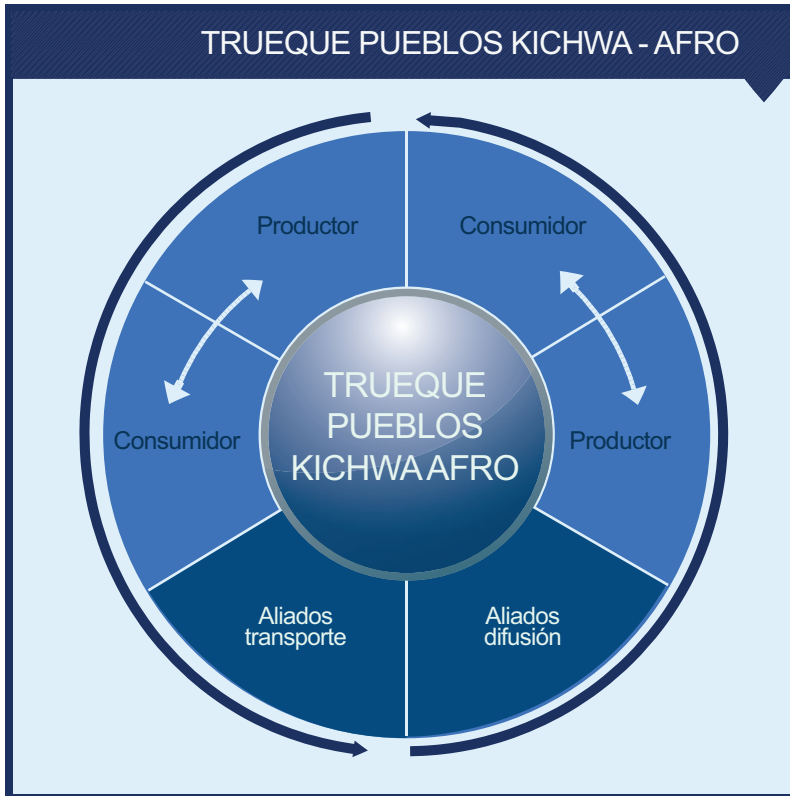 TRUEQUE PUEBLOS KICHWA - AFRO
Productor
Consumidor
TRUEQUE
PUEBLOS
KICHWA AFRO
Consumidor
Productor
Aliados
transporte
Aliados
difusión